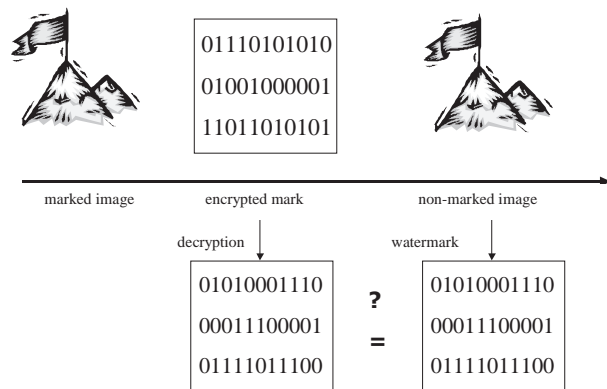 01110101010
01001000001
11011010101
marked image
encrypted mark
non-marked image
decryption
watermark
01010001110
00011100001
01111011100
?
=
01010001110
00011100001
01111011100